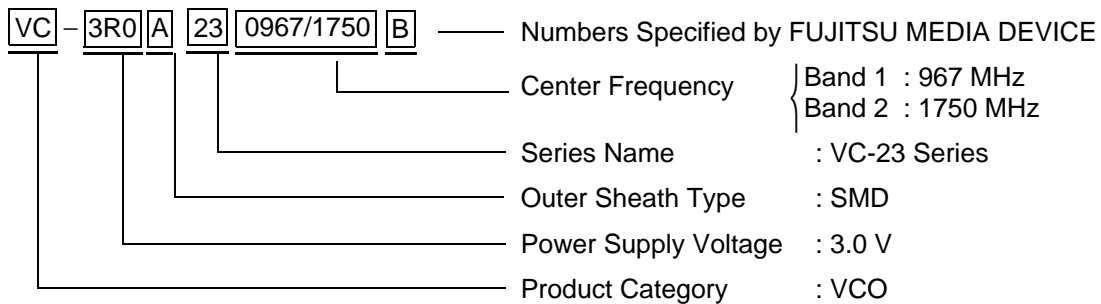 VC – 3R0 A 23 0967/1750 B Numbers Specified by FUJITSU MEDIA DEVICE
Center Frequency Band 1 : 967 MHz
Band 2 : 1750 MHz
Series Name : VC-23 Series
Outer Sheath Type : SMD
Power Supply Voltage : 3.0 V
Product Category : VCO